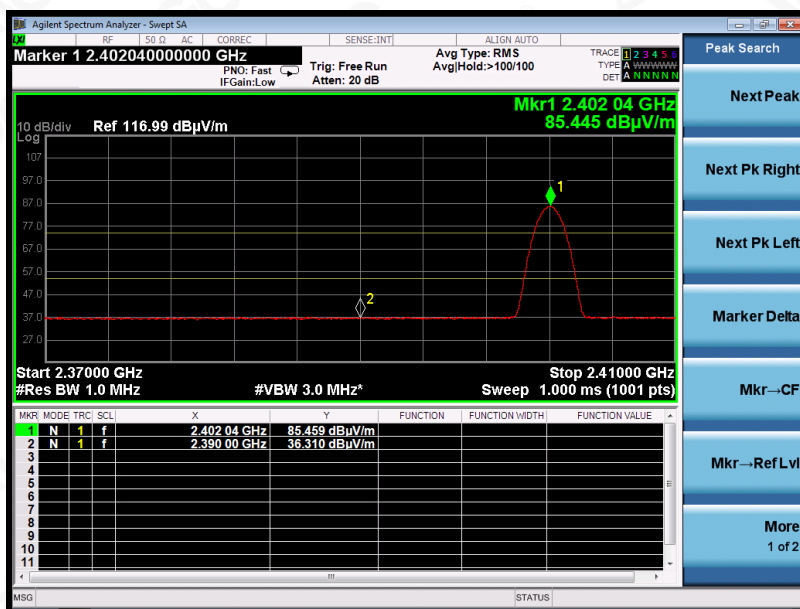 Agilent Spectrum Analyzer - Swept SA
LXI RF 50 Ω AC CORREC SENSE:INT ALIGN AUTO
Marker 1 2.402040000000 GHz
PNO: Fast
IFGain:Low
Trig: Free Run
Atten: 20 dB
Avg Type: RMS
Avg|Hold:>100/100
TRACE 1 2 3 4 5 6
TYPE A WWWWW
DET A N N N N N
Mkr1 2.402 04 GHz
85.445 dBµV/m
10 dB/div Ref 116.99 dBµV/m
Log
107
97.0
87.0
77.0
67.0
57.0
47.0
37.0
27.0
1
2
Start 2.37000 GHz Stop 2.41000 GHz
#Res BW 1.0 MHz #VBW 3.0 MHz* Sweep 1.000 ms (1001 pts)
MKR MODE TRC SCL X Y FUNCTION FUNCTION WIDTH FUNCTION VALUE
1 N 1 f 2.402 04 GHz 85.459 dBµV/m
2 N 1 f 2.390 00 GHz 36.310 dBµV/m
3
4
5
6
7
8
9
10
11
MSG STATUS
Peak Search
Next Peak
Next Pk Right
Next Pk Left
Marker Delta
Mkr→CF
Mkr→Ref Lvl
More
1 of 2